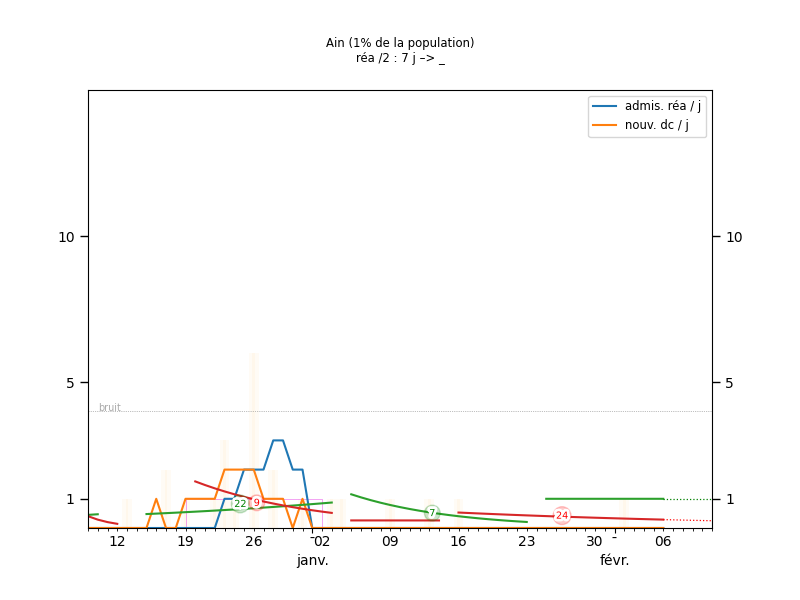 Ain (1% de la population)
réa /2 : 7 j –> _
admis. réa / j
nouv. dc / j
10
10
5
5
bruit
1
1
22
9
7
24
12
19
26
02
09
16
23
30
06
janv.
févr.